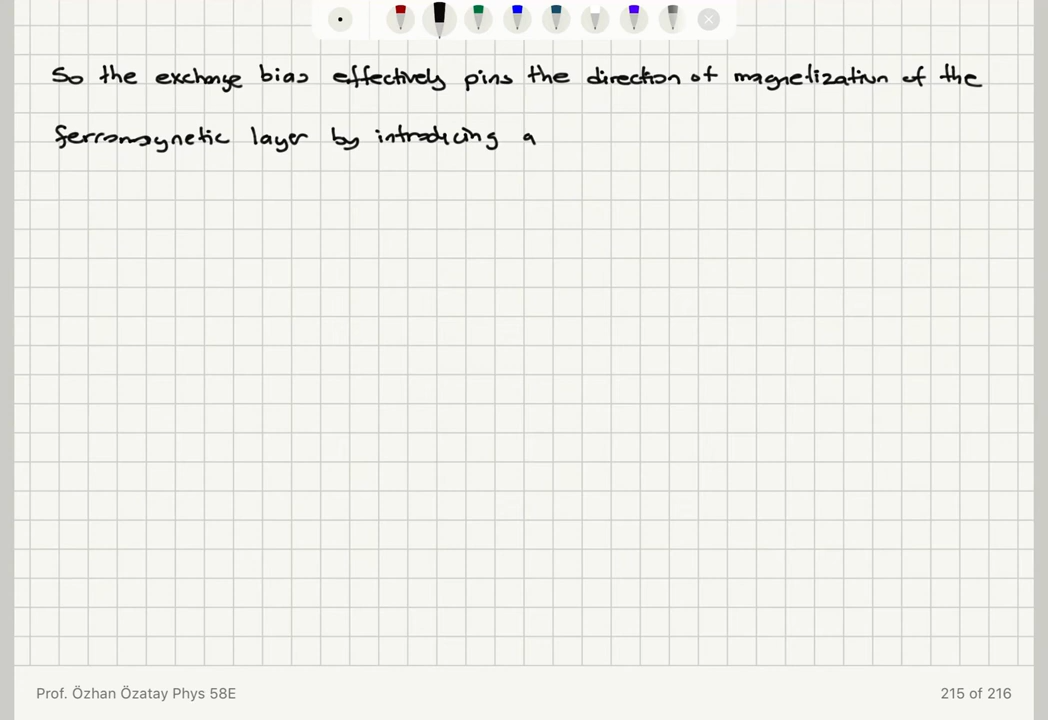 So the exchange bias effectively pins the direction of magnetization of the
ferromagnetic layer by introducing a
Prof. Özhan Özatay Phys 58E
215 of 216